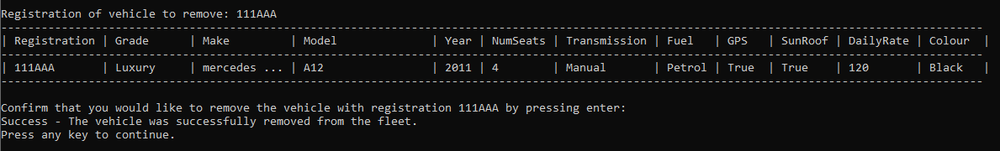 Registration of vehicle to remove: 111AAA
| Registration | Grade | Make | Model | Year | NumSeats | Transmission | Fuel | GPS | SunRoof | DailyRate | Colour |
| 111AAA | Luxury | mercedes ... | A12 | 2011 | 4 | Manual | Petrol | True | True | 120 | Black |
Confirm that you would like to remove the vehicle with registration 111AAA by pressing enter:
Success - The vehicle was successfully removed from the fleet.
Press any key to continue.